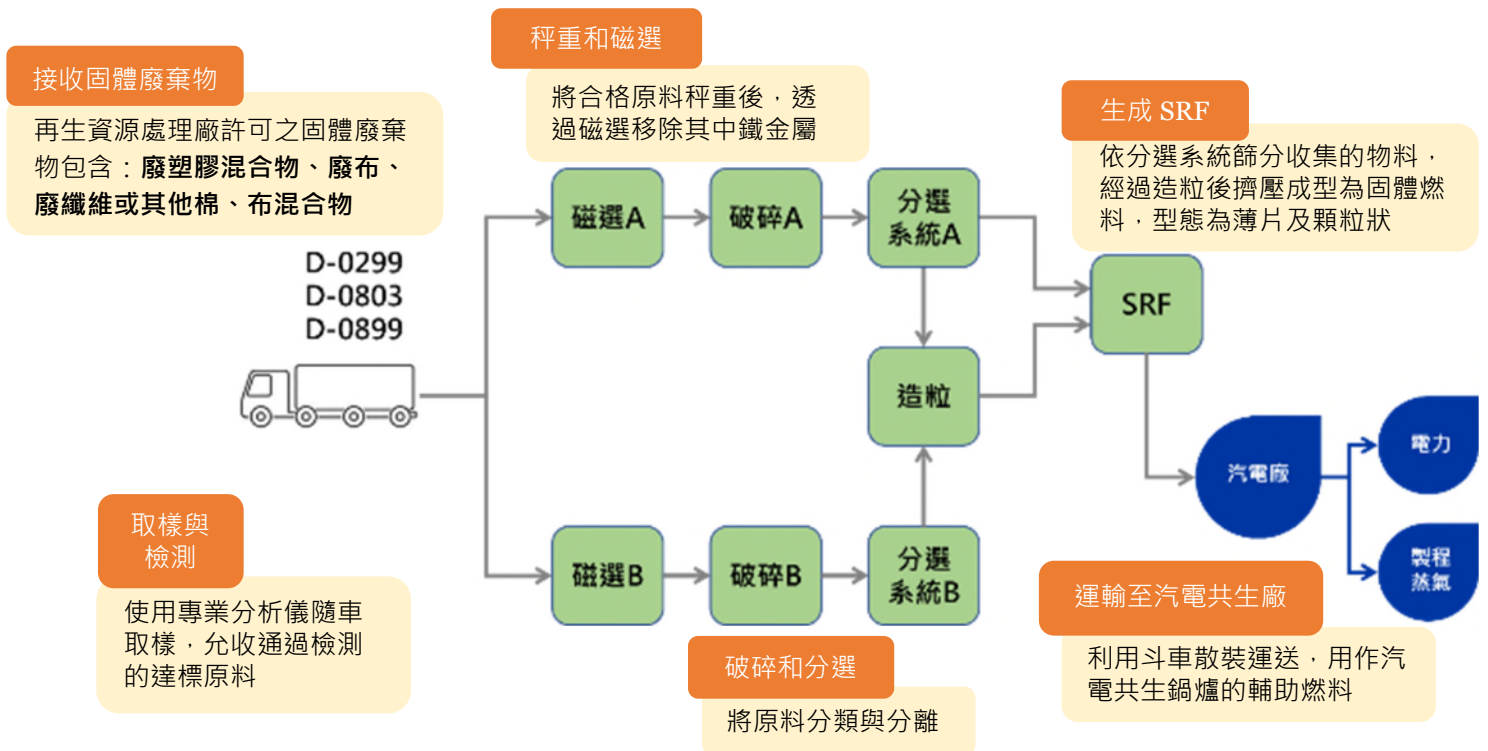 接收固體廢棄物
再生資源處理廠許可之固體廢棄
物包含：廢塑膠混合物、廢布、
廢纖維或其他棉、布混合物
D-0299
D-0803
D-0899
取樣與
檢測
使用專業分析儀隨車
取樣，允收通過檢測
的達標原料
秤重和磁選
將合格原料秤重後，透
過磁選移除其中鐵金屬
磁選A
破碎A
分選
系統A
造粒
磁選B
破碎B
分選
系統B
破碎和分選
將原料分類與分離
生成 SRF
依分選系統篩分收集的物料，
經過造粒後擠壓成型為固體燃
料，型態為薄片及顆粒狀
SRF
汽電廠
電力
製程
蒸氣
運輸至汽電共生廠
利用斗車散裝運送，用作汽
電共生鍋爐的輔助燃料